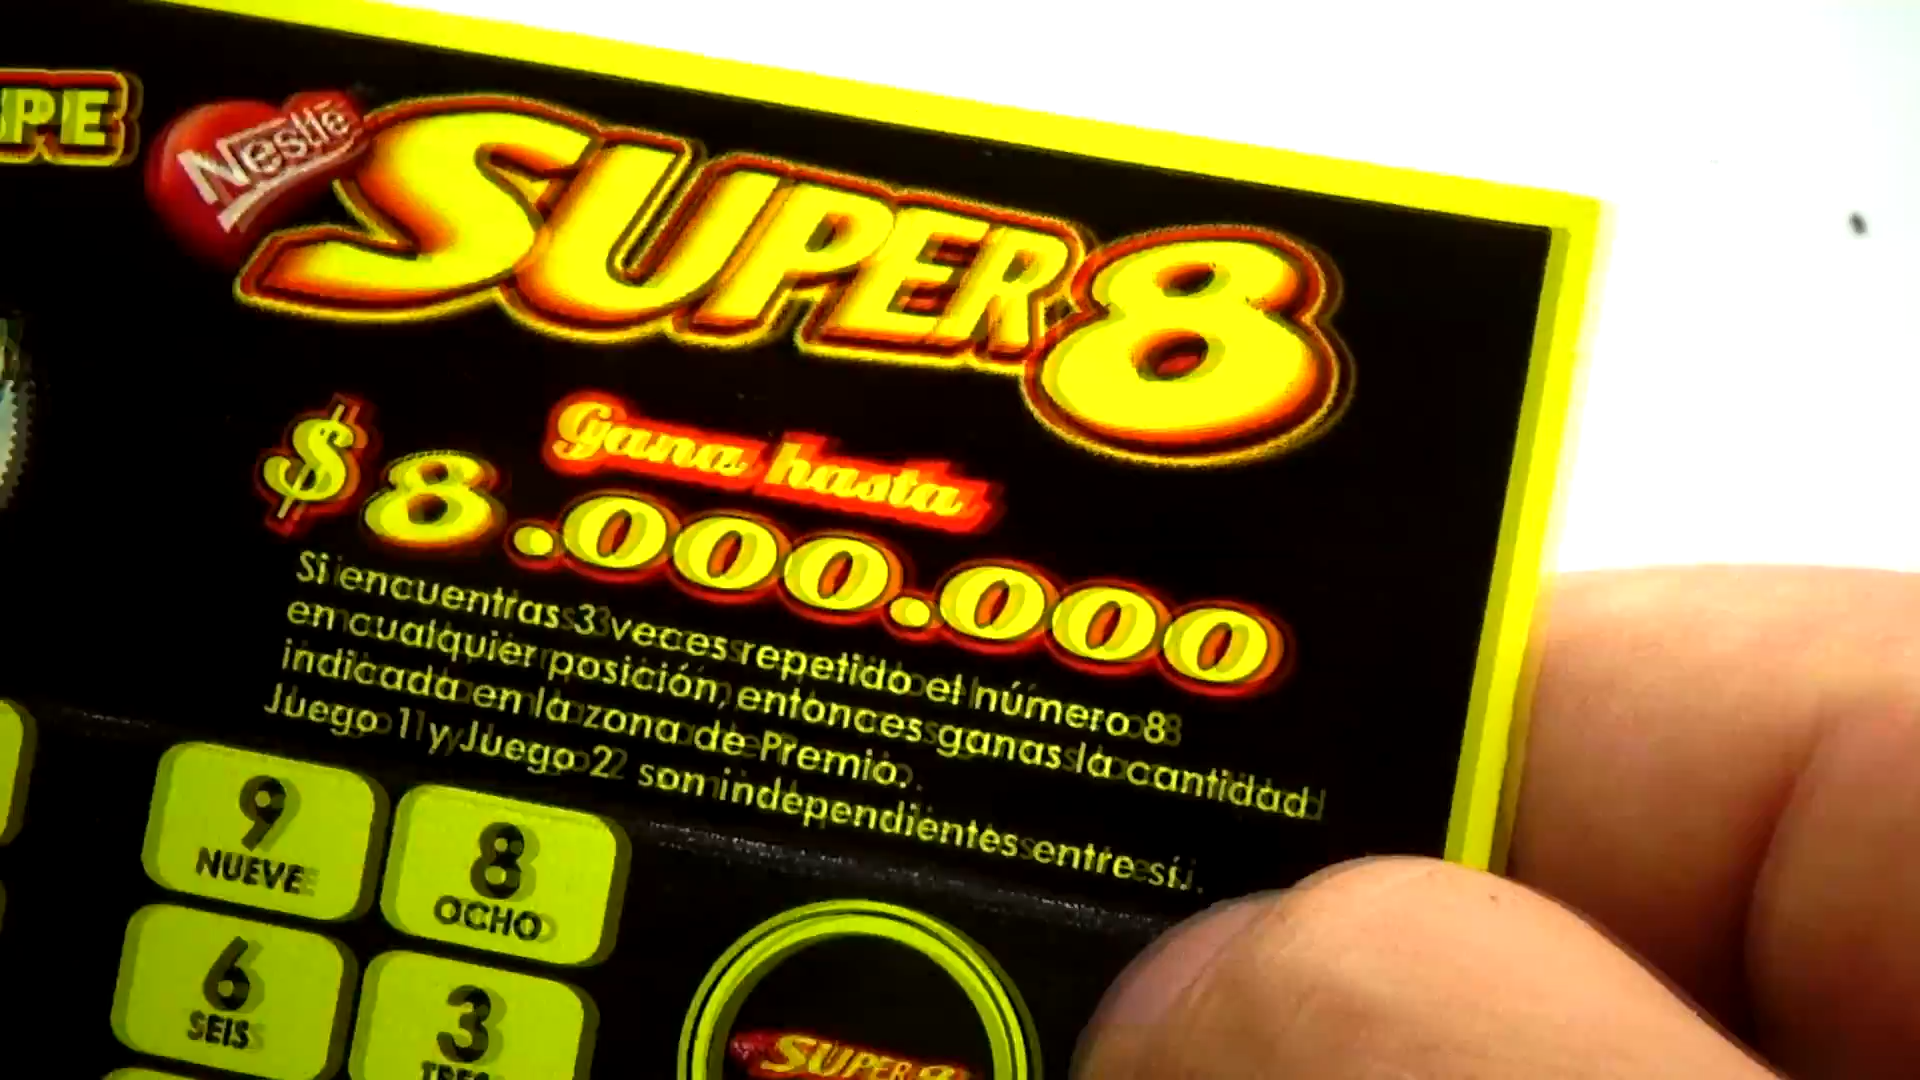 Nestlé
SUPER 8
Gana hasta
$8.000.000
Si encuentras 3 veces repetido el número 8
en cualquier posición, entonces ganas la cantidad
indicada en la zona de Premio.
Juego 1 y Juego 2 son independientes entre sí.
9
NUEVE
8
OCHO
6
SEIS
3
TRES
SUPER 8